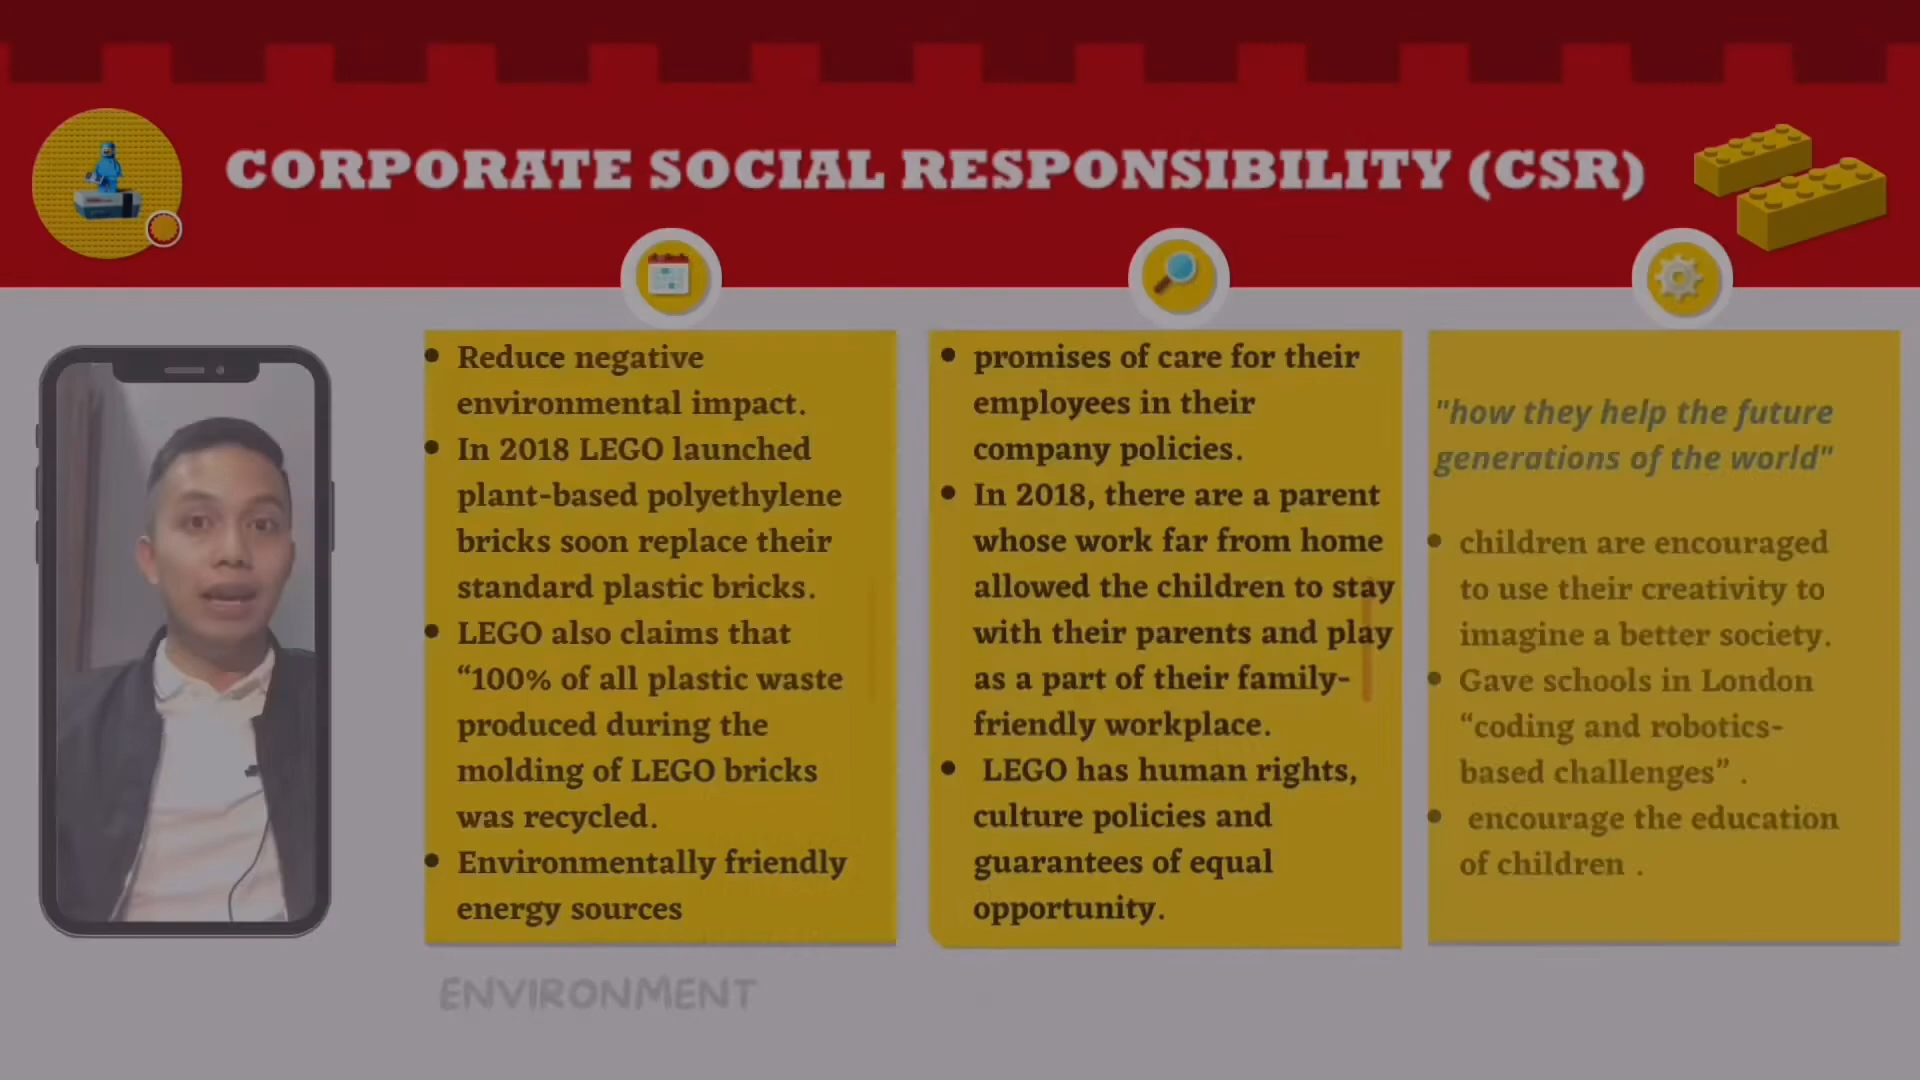 CORPORATE SOCIAL RESPONSIBILITY (CSR)
Reduce negative
environmental impact.
In 2018 LEGO launched
plant-based polyethylene
bricks soon replace their
standard plastic bricks.
LEGO also claims that
“100% of all plastic waste
produced during the
molding of LEGO bricks
was recycled.
Environmentally friendly
energy sources
promises of care for their
employees in their
company policies.
In 2018, there are a parent
whose work far from home
allowed the children to stay
with their parents and play
as a part of their family-
friendly workplace.
LEGO has human rights,
culture policies and
guarantees of equal
opportunity.
"how they help the future
generations of the world"
children are encouraged
to use their creativity to
imagine a better society.
Gave schools in London
“coding and robotics-
based challenges” .
encourage the education
of children .
ENVIRONMENT